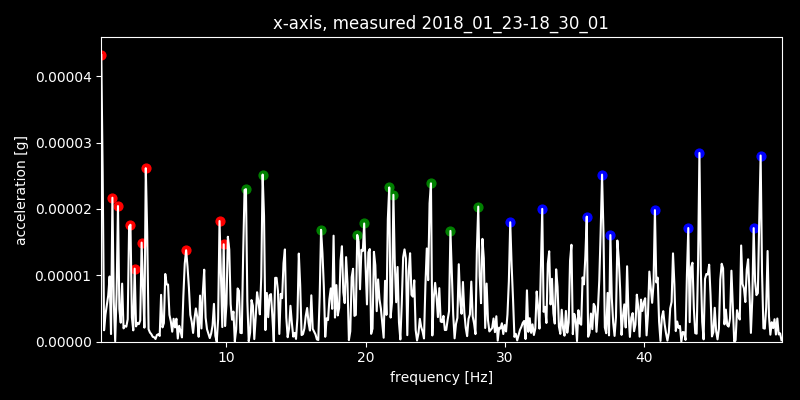 x-axis, measured 2018_01_23-18_30_01
acceleration [g]
0.00004
0.00003
0.00002
0.00001
0.00000
10 20 30 40
frequency [Hz]